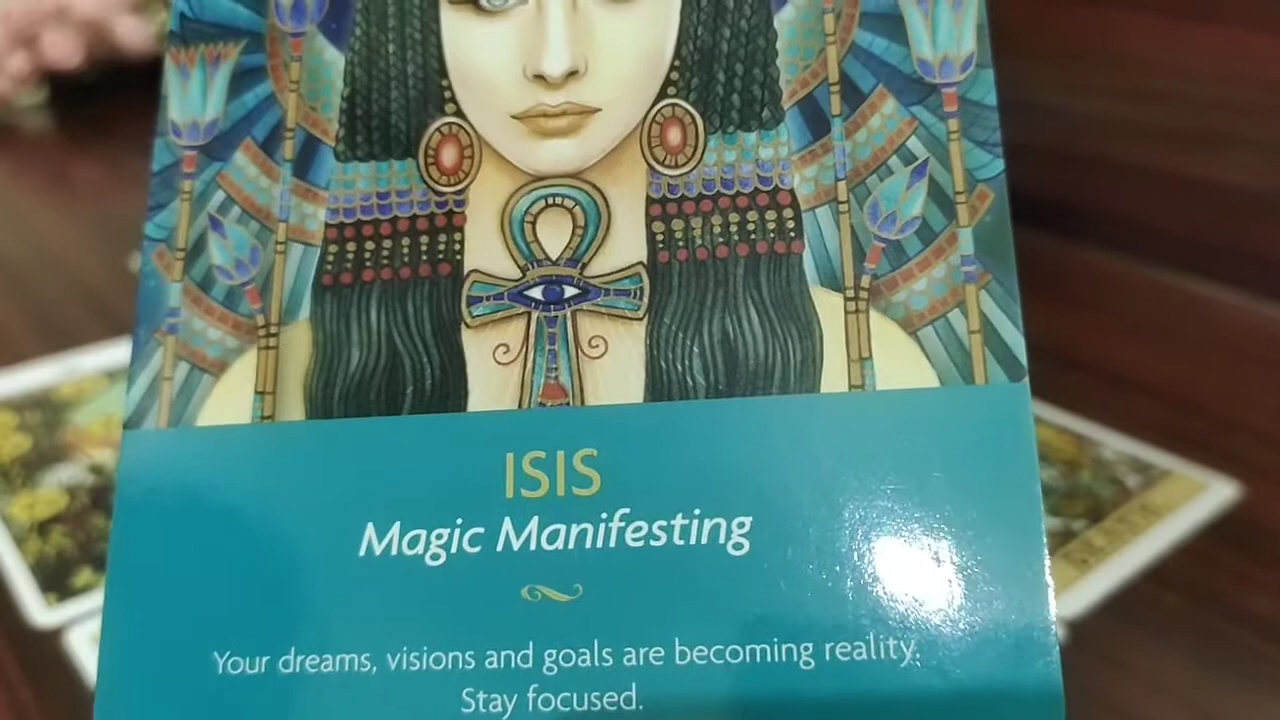 ISIS
Magic Manifesting
Your dreams, visions and goals are becoming reality.
Stay focused.